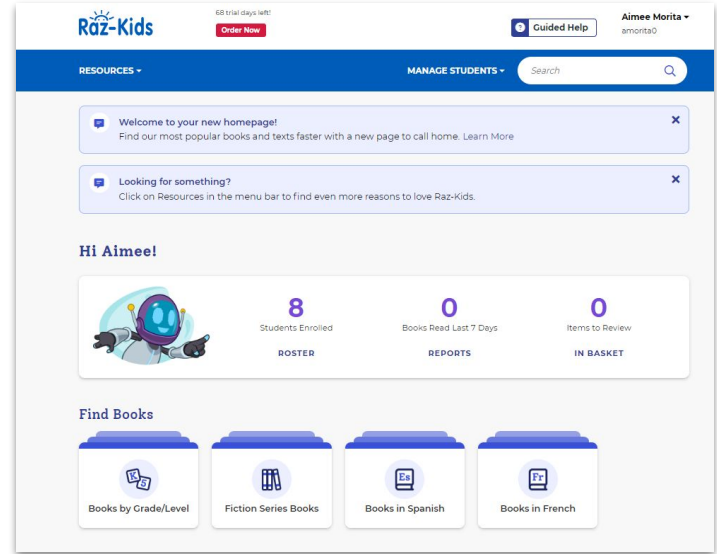 Raz-Kids
68 trial days left!
Order Now
Guided Help
Aimee Morita
amorita0
RESOURCES
MANAGE STUDENTS
Search
Welcome to your new homepage!
Find our most popular books and texts faster with a new page to call home. Learn More
Looking for something?
Click on Resources in the menu bar to find even more reasons to love Raz-Kids.
Hi Aimee!
8 0 0
Students Enrolled Books Read Last 7 Days Items to Review
ROSTER REPORTS IN BASKET
Find Books
K 5 Es Fr
Books by Grade/Level Fiction Series Books Books in Spanish Books in French